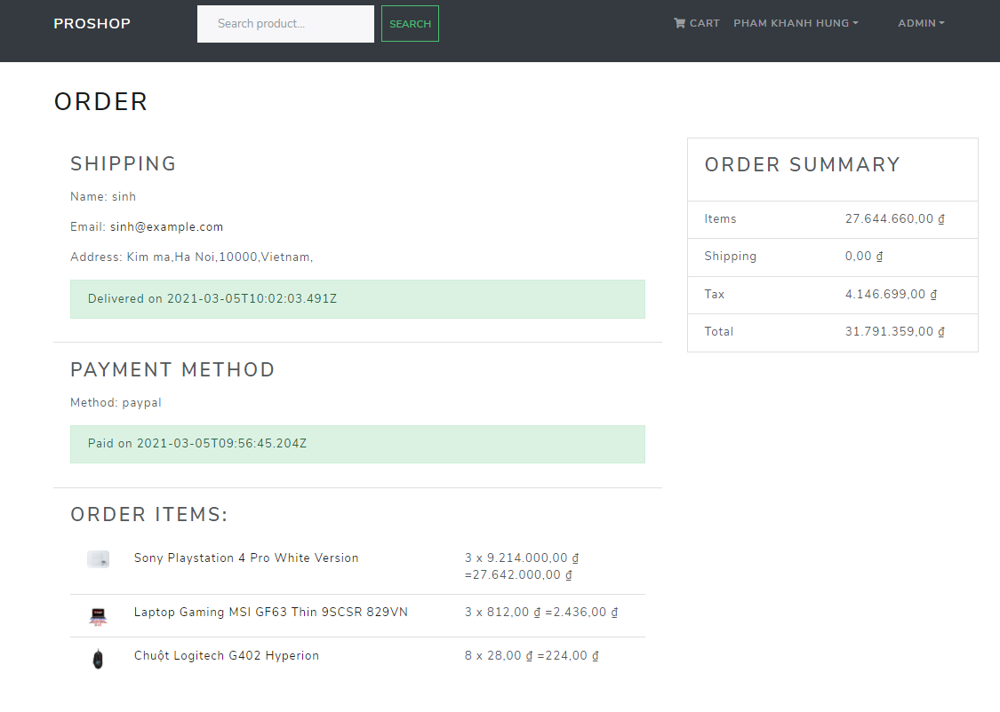 PROSHOP
Search product...
SEARCH
CART
PHAM KHANH HUNG
ADMIN
ORDER
SHIPPING
Name: sinh
Email: sinh@example.com
Address: Kim ma,Ha Noi,10000,Vietnam,
Delivered on 2021-03-05T10:02:03.491Z
PAYMENT METHOD
Method: paypal
Paid on 2021-03-05T09:56:45.204Z
ORDER ITEMS:
Sony Playstation 4 Pro White Version
3 x 9.214.000,00 ₫
=27.642.000,00 ₫
Laptop Gaming MSI GF63 Thin 9SCSR 829VN
3 x 812,00 ₫ =2.436,00 ₫
Chuột Logitech G402 Hyperion
8 x 28,00 ₫ =224,00 ₫
ORDER SUMMARY
Items 27.644.660,00 ₫
Shipping 0,00 ₫
Tax 4.146.699,00 ₫
Total 31.791.359,00 ₫